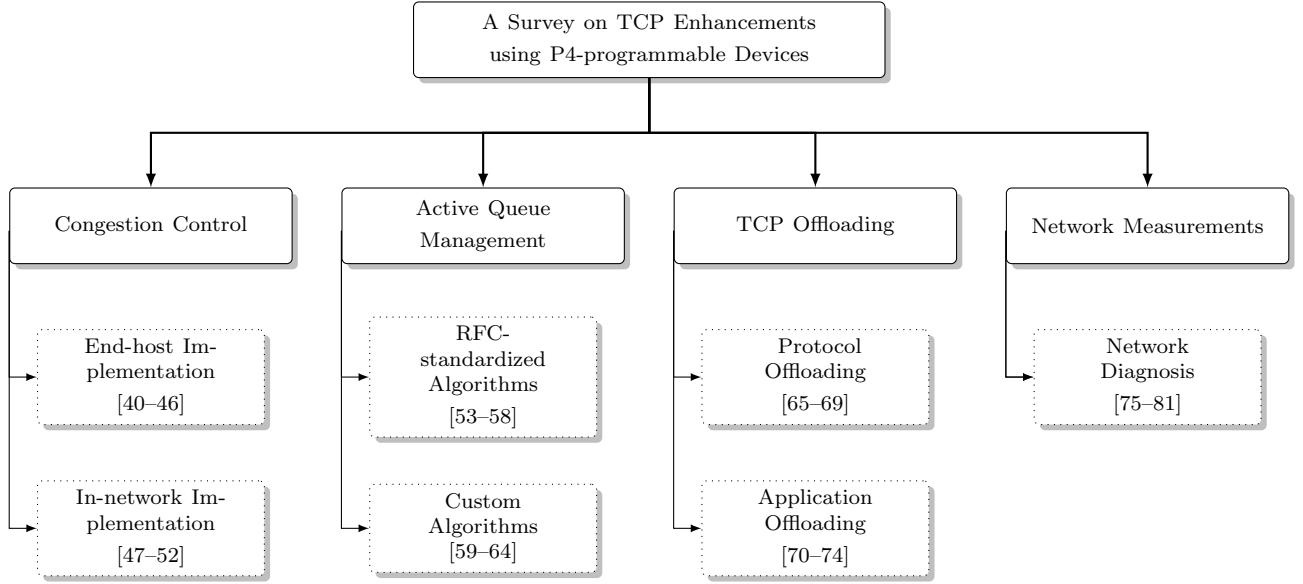 A Survey on TCP Enhancements
using P4-programmable Devices
Congestion Control
Active Queue
Management
TCP Offloading
Network Measurements
End-host Im-
plementation
[40–46]
RFC-
standardized
Algorithms
[53–58]
Protocol
Offloading
[65–69]
Network
Diagnosis
[75–81]
In-network Im-
plementation
[47–52]
Custom
Algorithms
[59–64]
Application
Offloading
[70–74]